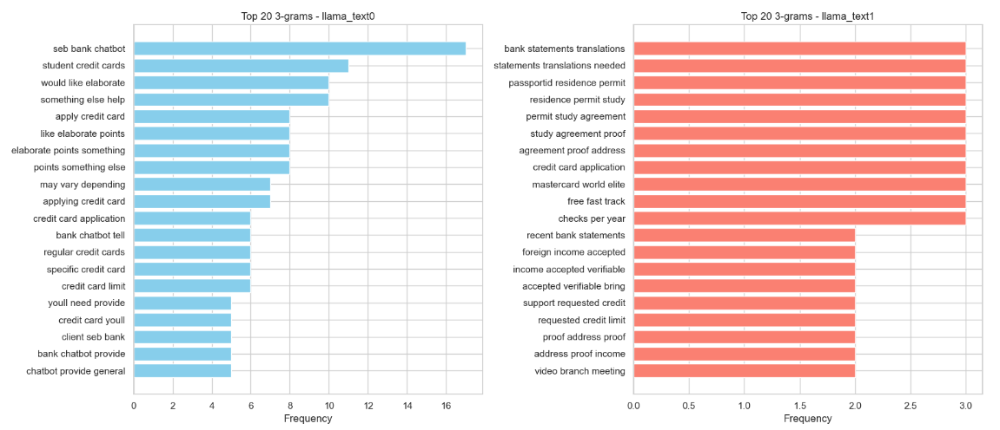 Top 20 3-grams - llama_text0
seb bank chatbot
student credit cards
would like elaborate
something else help
apply credit card
like elaborate points
elaborate points something
points something else
may vary depending
applying credit card
credit card application
bank chatbot tell
regular credit cards
specific credit card
credit card limit
youll need provide
credit card youll
client seb bank
bank chatbot provide
chatbot provide general
0 2 4 6 8 10 12 14 16
Frequency
Top 20 3-grams - llama_text1
bank statements translations
statements translations needed
passportid residence permit
residence permit study
permit study agreement
study agreement proof
agreement proof address
credit card application
mastercard world elite
free fast track
checks per year
recent bank statements
foreign income accepted
income accepted verifiable
accepted verifiable bring
support requested credit
requested credit limit
proof address proof
address proof income
video branch meeting
0.0 0.5 1.0 1.5 2.0 2.5 3.0
Frequency